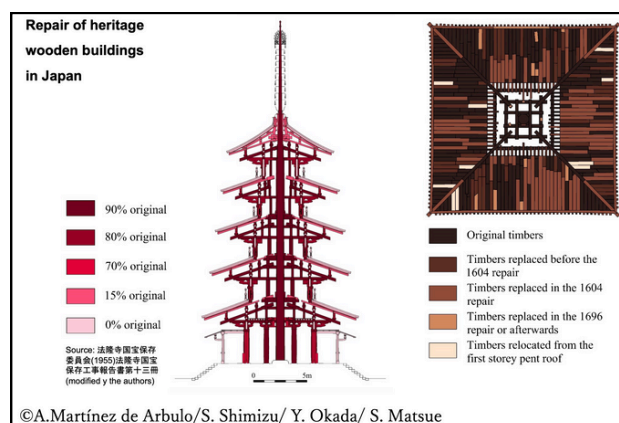 Repair of heritage
wooden buildings
in Japan
90% original
80% original
70% original
15% original
0% original
Source: 法隆寺国宝保存
委員会(1955)法隆寺国宝
保存工事報告書第十三冊
(modified y the authors)
0 5m
Original timbers
Timbers replaced before the
1604 repair
Timbers replaced in the 1604
repair
Timbers replaced in the 1696
repair or afterwards
Timbers relocated from the
first storey pent roof
©A.Martínez de Arbulo/S. Shimizu/ Y. Okada/ S. Matsue